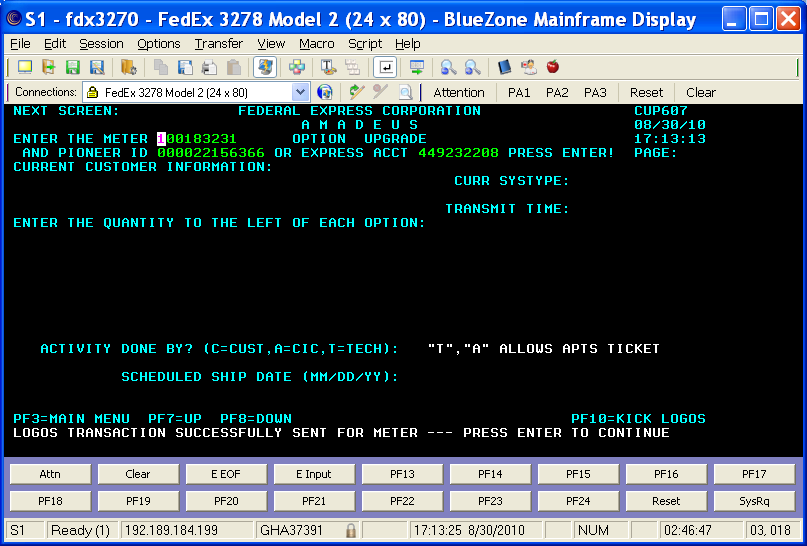 S1 - fdx3270 - FedEx 3278 Model 2 (24 x 80) - BlueZone Mainframe Display
File Edit Session Options Transfer View Macro Script Help
Connections: FedEx 3278 Model 2 (24 x 80) Attention PA1 PA2 PA3 Reset Clear
NEXT SCREEN: FEDERAL EXPRESS CORPORATION CUP607
A M A D E U S 08/30/10
ENTER THE METER 100183231 OPTION UPGRADE 17:13:13
AND PIONEER ID 000022156366 OR EXPRESS ACCT 449232208 PRESS ENTER! PAGE:
CURRENT CUSTOMER INFORMATION:
CURR SYSTYPE:
TRANSMIT TIME:
ENTER THE QUANTITY TO THE LEFT OF EACH OPTION:
ACTIVITY DONE BY? (C=CUST,A=CIC,T=TECH): "T","A" ALLOWS APTS TICKET
SCHEDULED SHIP DATE (MM/DD/YY):
PF3=MAIN MENU PF7=UP PF8=DOWN PF10=KICK LOGOS
LOGOS TRANSACTION SUCCESSFULLY SENT FOR METER --- PRESS ENTER TO CONTINUE
Attn Clear E EOF E Input PF13 PF14 PF15 PF16 PF17
PF18 PF19 PF20 PF21 PF22 PF23 PF24 Reset SysRq
S1 Ready (1) 192.189.184.199 GHA37391 17:13:25 8/30/2010 NUM 02:46:47 03, 018